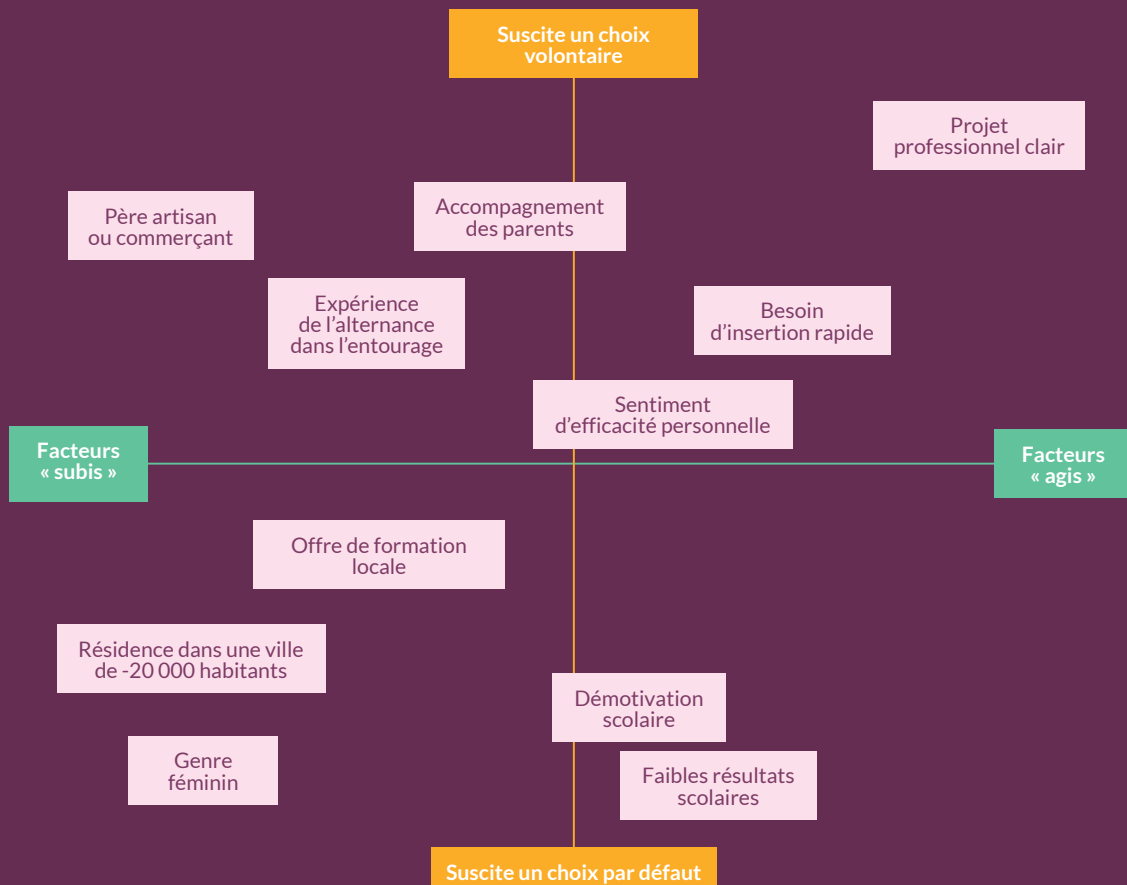 Suscite un choix
volontaire
Projet
professionnel clair
Accompagnement
des parents
Père artisan
ou commerçant
Expérience
de l’alternance
dans l’entourage
Besoin
d’insertion rapide
Sentiment
d’efficacité personnelle
Facteurs
« subis »
Facteurs
« agis »
Offre de formation
locale
Résidence dans une ville
de -20 000 habitants
Démotivation
scolaire
Genre
féminin
Faibles résultats
scolaires
Suscite un choix par défaut